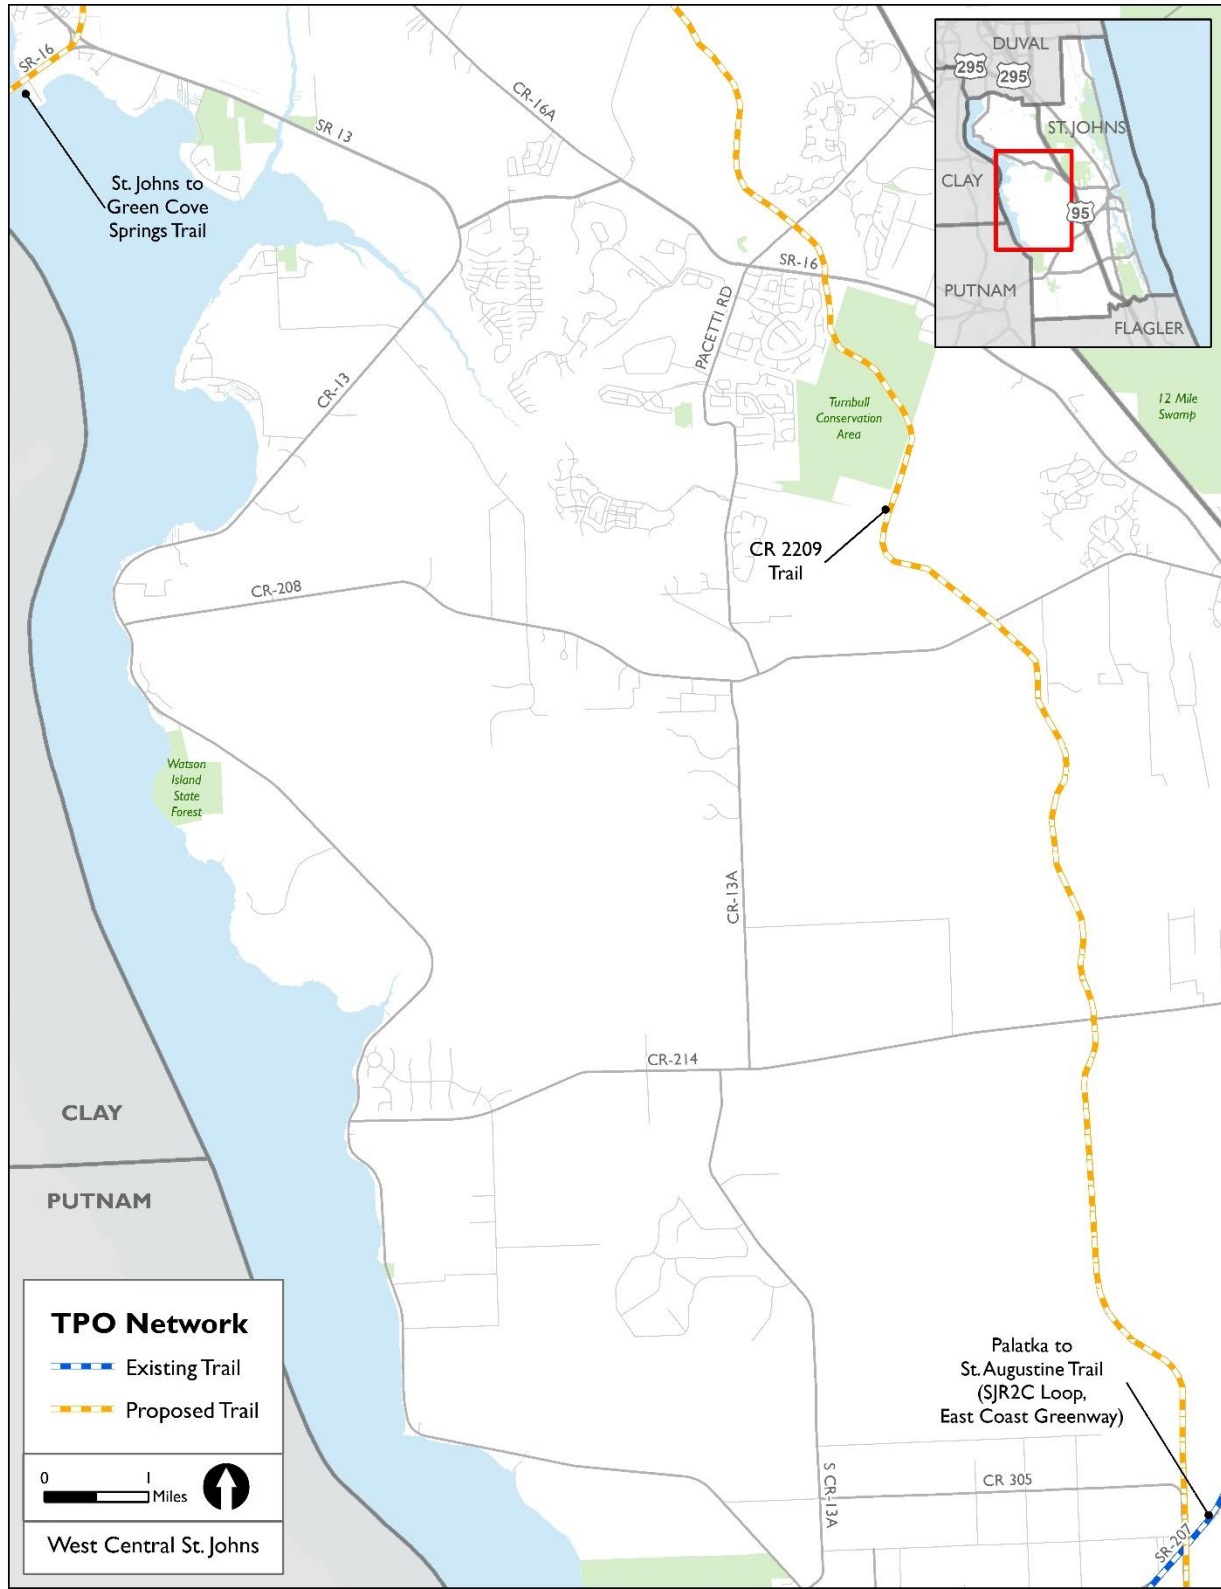 SR-16
SR 13
CR-16A
St. Johns to
Green Cove
Springs Trail
DUVAL
295
295
ST. JOHNS
CLAY
95
PUTNAM
FLAGLER
SR-16
PACETTI RD
CR-13
Turnbull
Conservation
Area
12 Mile
Swamp
CR 2209
Trail
CR-208
Watson
Island
State
Forest
CR-13A
CR-214
CLAY
PUTNAM
TPO Network
Existing Trail
Proposed Trail
0 1
Miles
West Central St. Johns
Palatka to
St. Augustine Trail
(SJR2C Loop,
East Coast Greenway)
S CR-13A
CR 305
SR-207